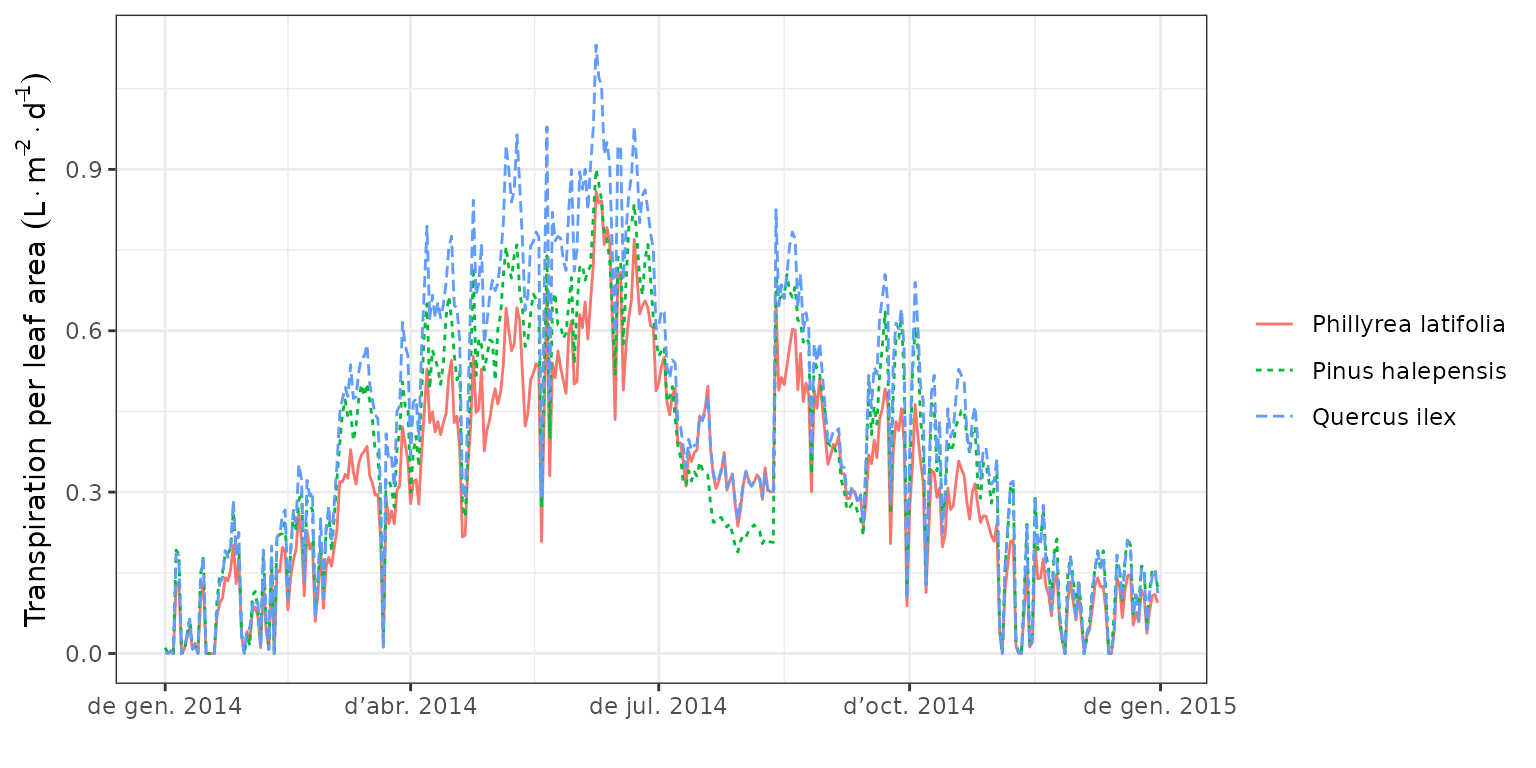 Transpiration per leaf area (L · m⁻² · d⁻¹)
0.9
0.6
0.3
0.0
de gen. 2014 d’abr. 2014 de jul. 2014 d’oct. 2014 de gen. 2015
Phillyrea latifolia
Pinus halepensis
Quercus ilex